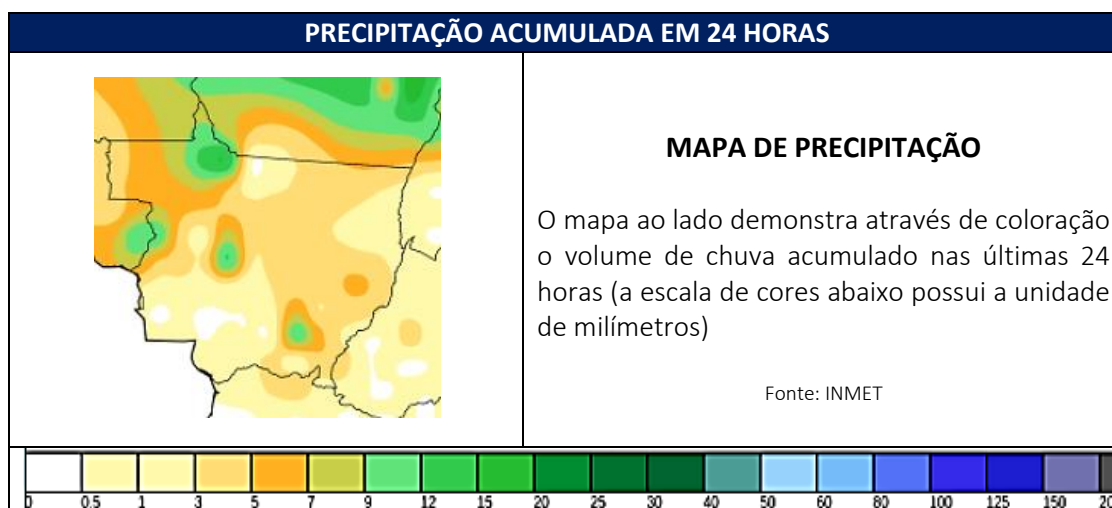 PRECIPITAÇÃO ACUMULADA EM 24 HORAS
MAPA DE PRECIPITAÇÃO
O mapa ao lado demonstra através de coloração
o volume de chuva acumulado nas últimas 24
horas (a escala de cores abaixo possui a unidade
de milímetros)
Fonte: INMET
0 0.5 1 3 5 7 9 12 15 20 25 30 40 50 60 80 100 125 150